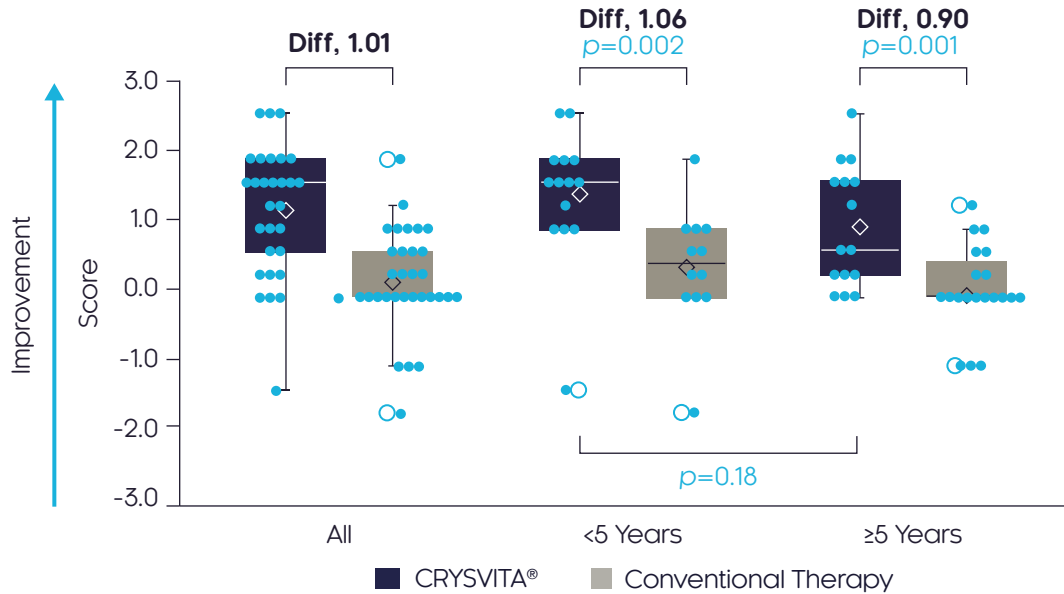 Diff, 1.01
Diff, 1.06
p=0.002
Diff, 0.90
p=0.001
Improvement
Score
3.0
2.0
1.0
0.0
-1.0
-2.0
-3.0
p=0.18
All
<5 Years
≥5 Years
CRYSVITA®
Conventional Therapy